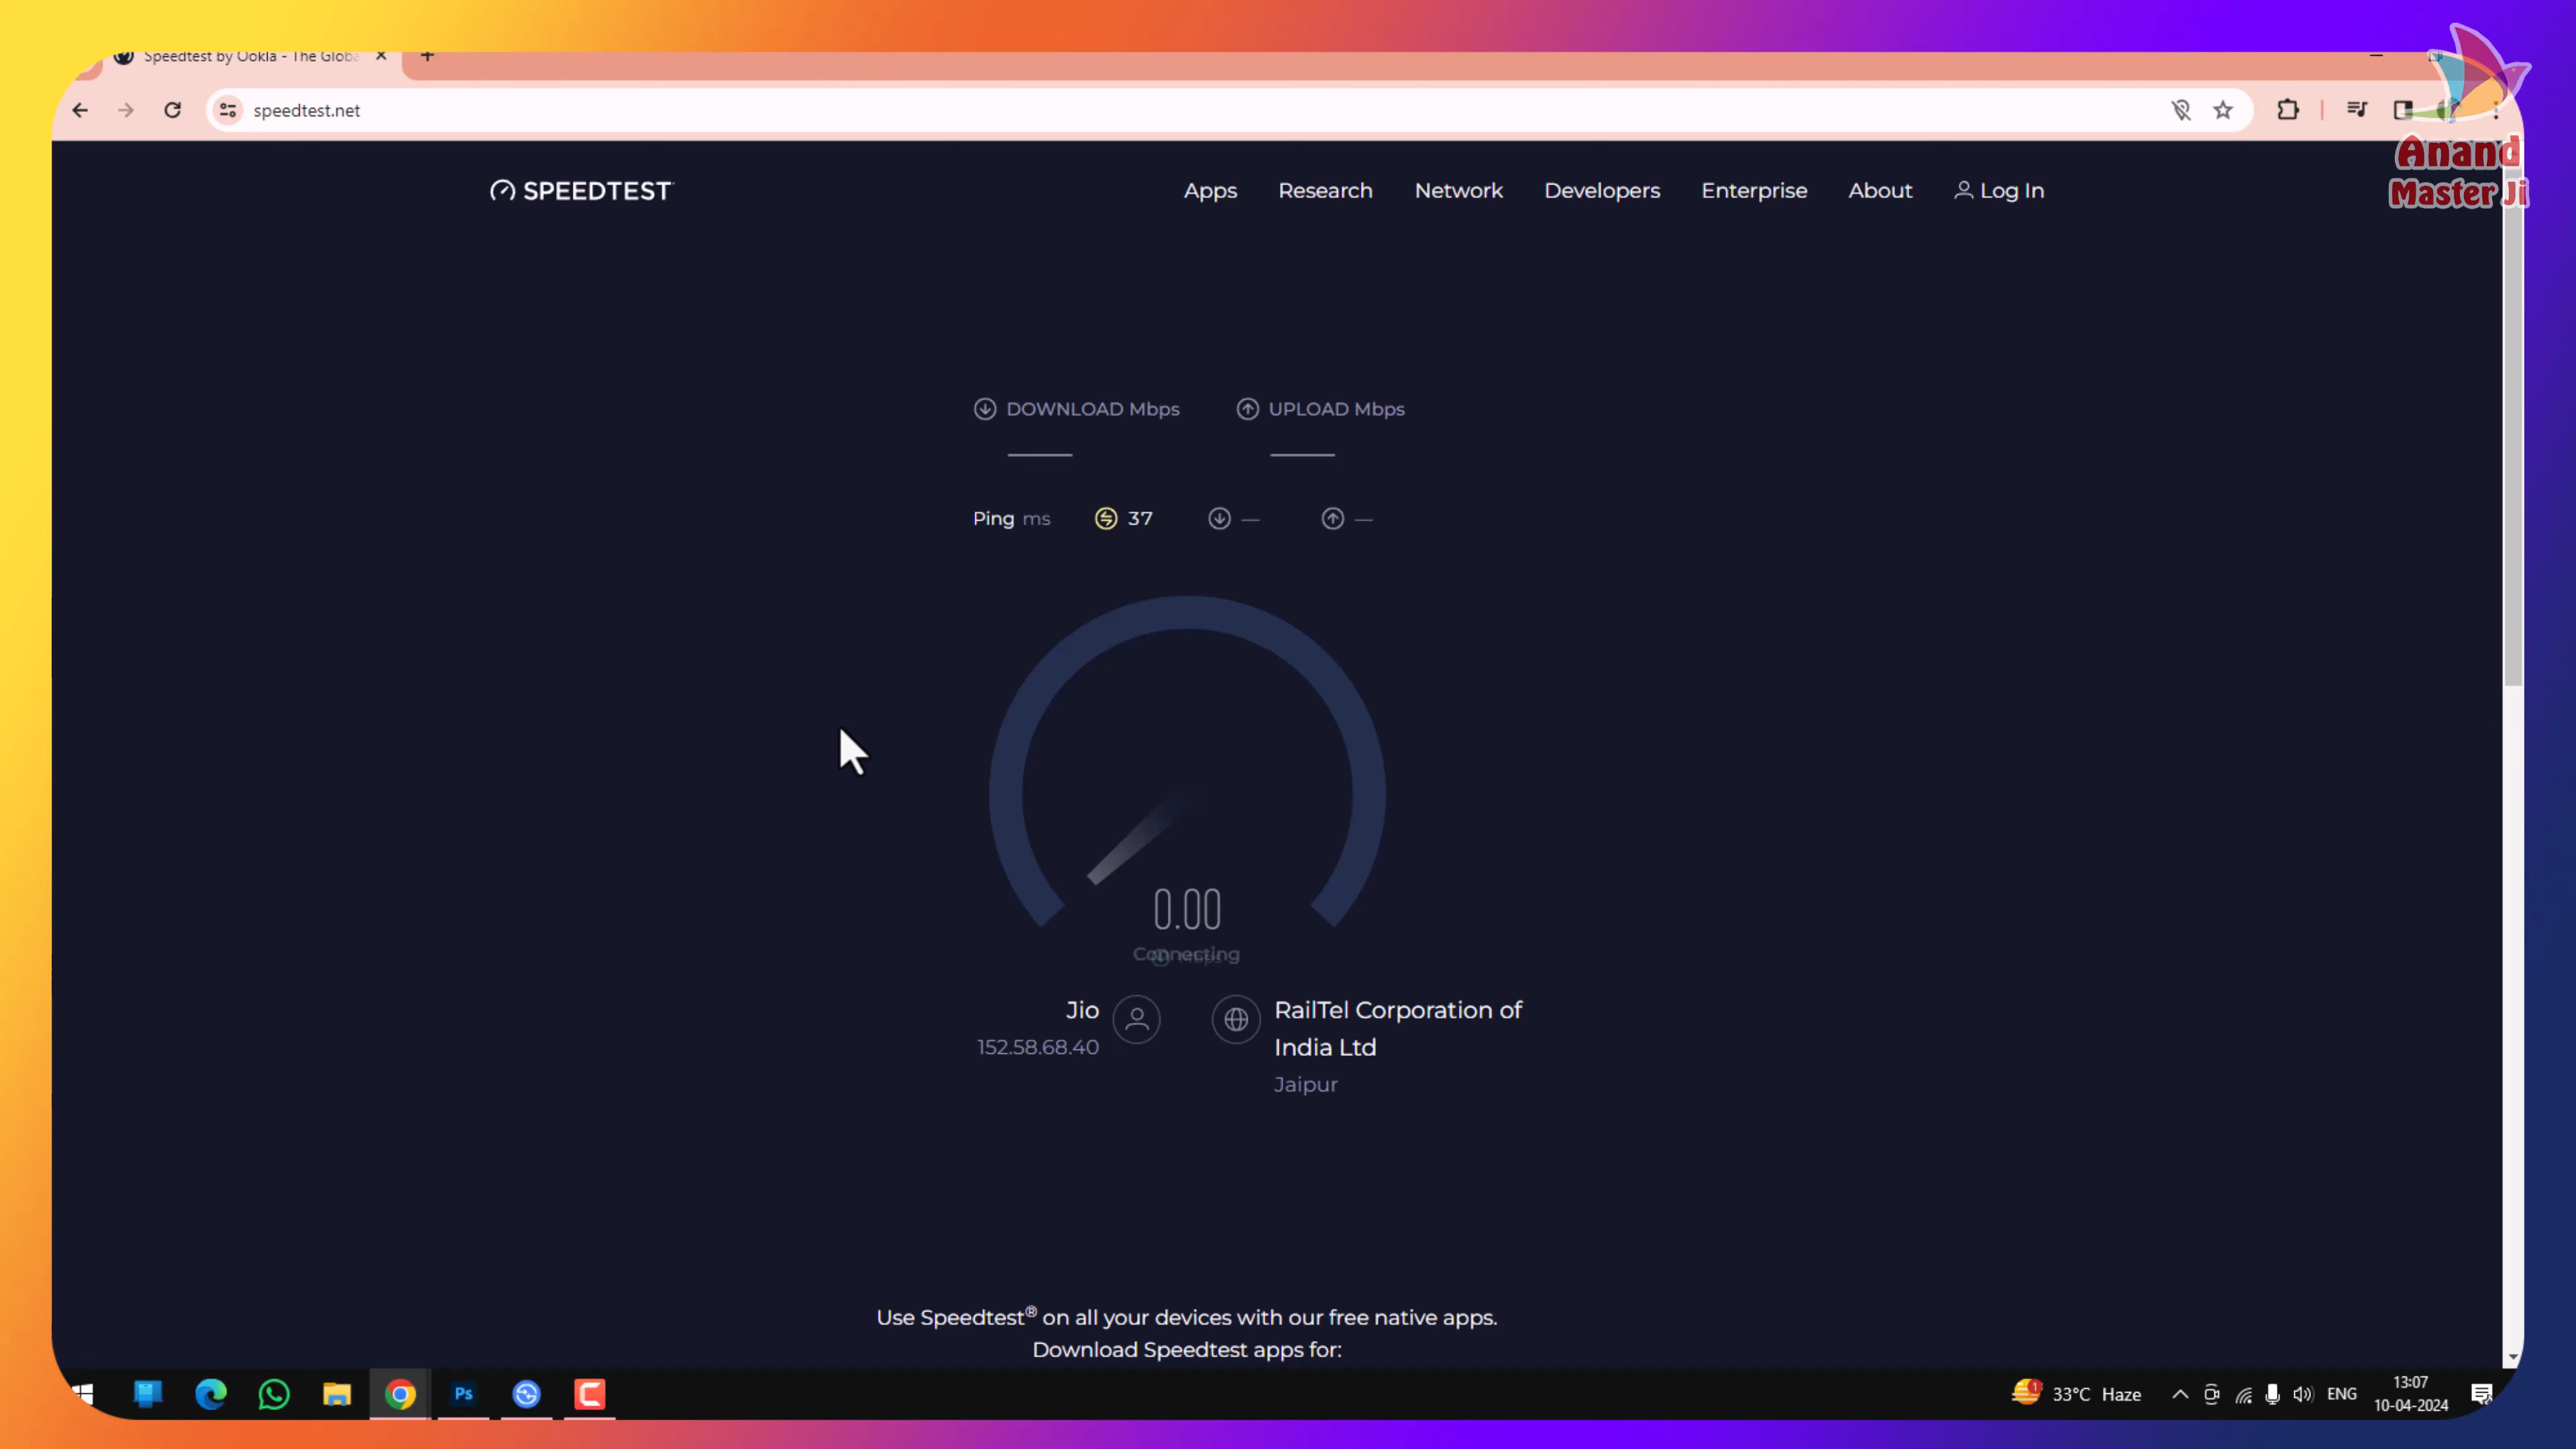 Speedtest by Ookla - The Globa
speedtest.net
Anand
Master Ji
SPEEDTEST
Apps Research Network Developers Enterprise About Log In
DOWNLOAD Mbps UPLOAD Mbps
Ping ms 37 — —
0.00
Connecting
Jio
152.58.68.40
RailTel Corporation of
India Ltd
Jaipur
Use Speedtest® on all your devices with our free native apps.
Download Speedtest apps for:
Ps
1
33°C Haze
ENG
13:07
10-04-2024